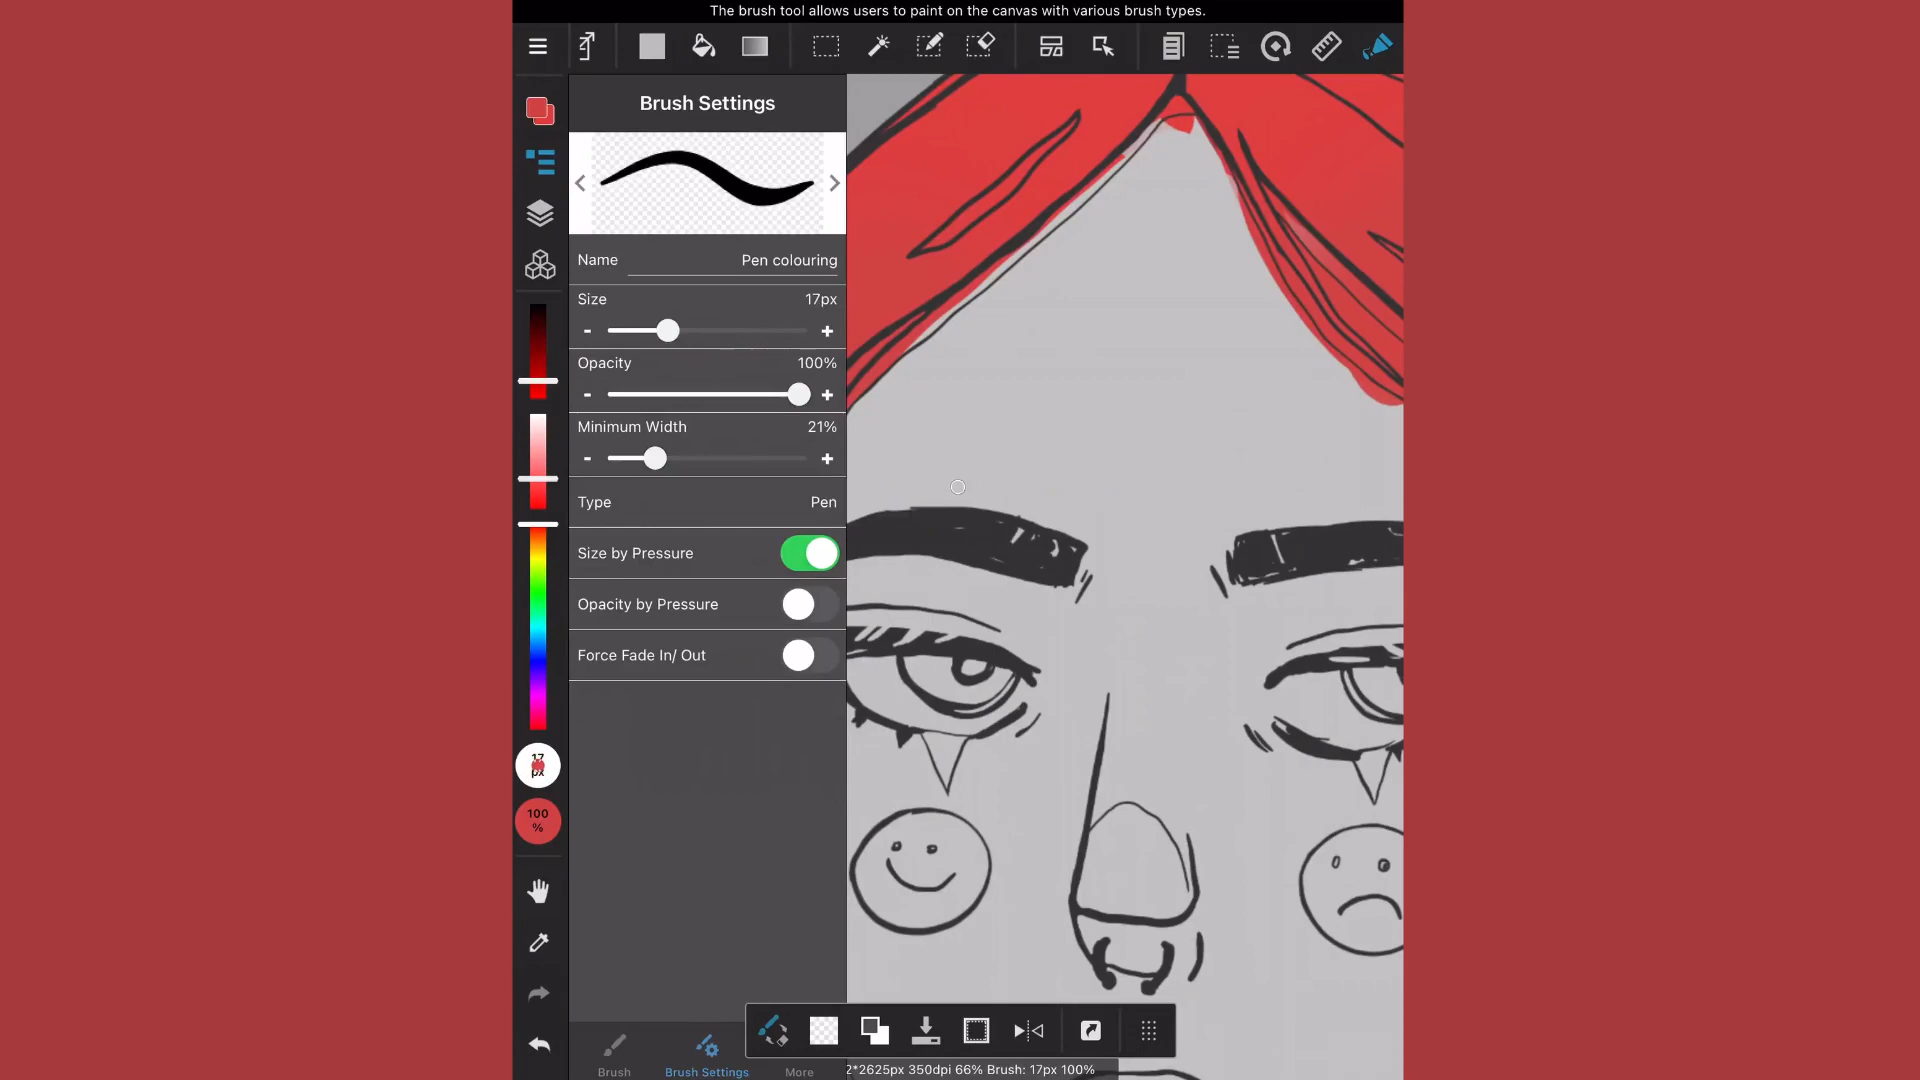 The brush tool allows users to paint on the canvas with various brush types.
Brush Settings
Name Pen colouring
Size 17px
- +
Opacity 100%
- +
Minimum Width 21%
- +
Type Pen
Size by Pressure
Opacity by Pressure
Force Fade In/ Out
17
px
100
%
Brush Brush Settings More
2*2625px 350dpi 66% Brush: 17px 100%